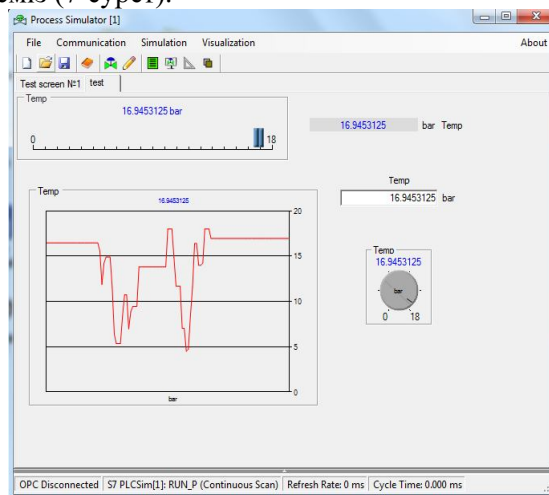 (7-сурет).
Process Simulator [1]
File Communication Simulation Visualization About
Test screen №1 test
Temp
16.9453125 bar
0 18
16.9453125 bar Temp
Temp
16.9453125 bar
Temp
16.9453125
20
15
10
5
0
bar
Temp
16.9453125
bar
0 18
OPC Disconnected S7 PLCSim[1]: RUN_P (Continuous Scan) Refresh Rate: 0 ms Cycle Time: 0.000 ms